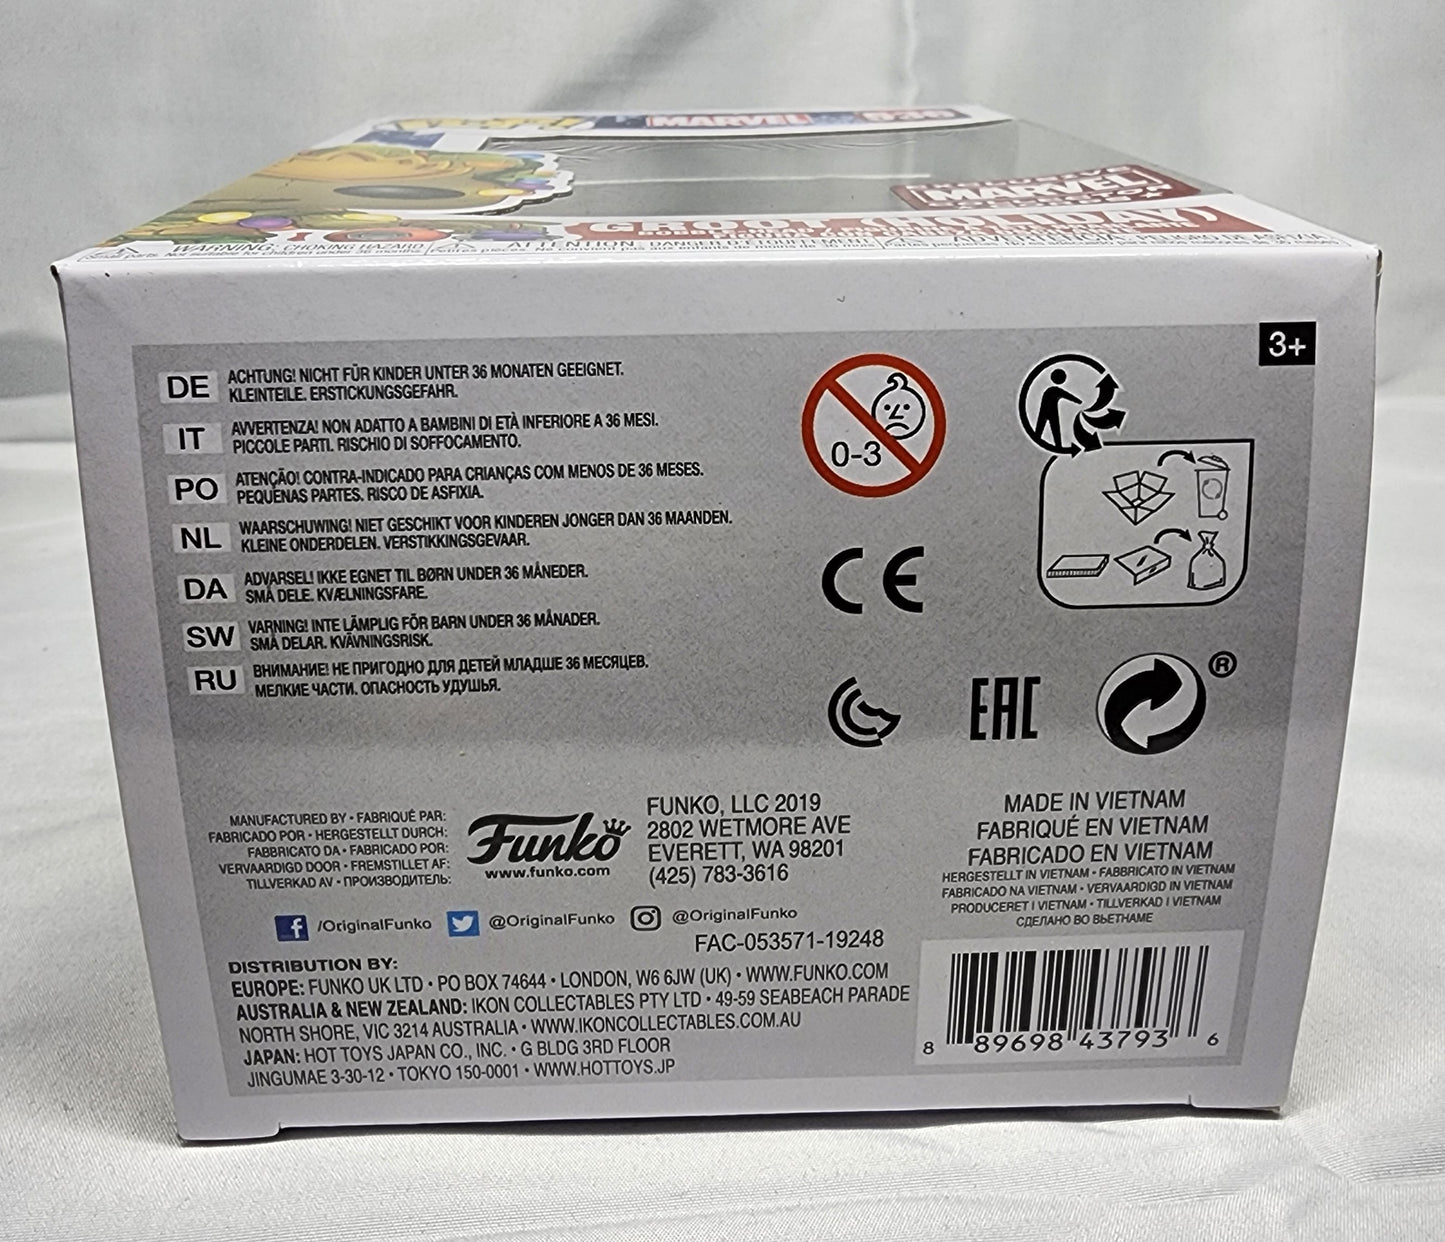 MARVEL
MARVEL
GROOT (HOLIDAY)
WARNING: CHOKING HAZARD
Small parts. Not suitable for children under 36 months.
ATTENTION: DANGER D'ÉTOUFFEMENT
3+
DE ACHTUNG! NICHT FÜR KINDER UNTER 36 MONATEN GEEIGNET.
KLEINTEILE. ERSTICKUNGSGEFAHR.
IT AVVERTENZA! NON ADATTO A BAMBINI DI ETÀ INFERIORE A 36 MESI.
PICCOLE PARTI. RISCHIO DI SOFFOCAMENTO.
PO ATENÇÃO! CONTRA-INDICADO PARA CRIANÇAS COM MENOS DE 36 MESES.
PEQUENAS PARTES. RISCO DE ASFIXIA.
NL WAARSCHUWING! NIET GESCHIKT VOOR KINDEREN JONGER DAN 36 MAANDEN.
KLEINE ONDERDELEN. VERSTIKKINGSGEVAAR.
DA ADVARSEL! IKKE EGNET TIL BØRN UNDER 36 MÅNEDER.
SMÅ DELE. KVÆLNINGSFARE.
SW VARNING! INTE LÄMPLIG FÖR BARN UNDER 36 MÅNADER.
SMÅ DELAR. KVÄVNINGSRISK.
RU ВНИМАНИЕ! НЕ ПРИГОДНО ДЛЯ ДЕТЕЙ МЛАДШЕ 36 МЕСЯЦЕВ.
МЕЛКИЕ ЧАСТИ. ОПАСНОСТЬ УДУШЬЯ.
0-3
CE
EAC
®
MANUFACTURED BY • FABRIQUÉ PAR:
FABRICADO POR • HERGESTELLT DURCH:
FABBRICATO DA • FABRICADO POR:
VERVAARDIGD DOOR • FREMSTILLET AF:
TILLVERKAD AV • ПРОИЗВОДИТЕЛЬ:
Funko
www.funko.com
FUNKO, LLC 2019
2802 WETMORE AVE
EVERETT, WA 98201
(425) 783-3616
MADE IN VIETNAM
FABRIQUÉ EN VIETNAM
FABRICADO EN VIETNAM
HERGESTELLT IN VIETNAM • FABBRICATO IN VIETNAM
FABRICADO NA VIETNAM • VERVAARDIGD IN VIETNAM
PRODUCERET I VIETNAM • TILLVERKAD I VIETNAM
СДЕЛАНО ВО ВЬЕТНАМЕ
/OriginalFunko @OriginalFunko @OriginalFunko
FAC-053571-19248
DISTRIBUTION BY:
EUROPE: FUNKO UK LTD • PO BOX 74644 • LONDON, W6 6JW (UK) • WWW.FUNKO.COM
AUSTRALIA & NEW ZEALAND: IKON COLLECTABLES PTY LTD • 49-59 SEABEACH PARADE
NORTH SHORE, VIC 3214 AUSTRALIA • WWW.IKONCOLLECTABLES.COM.AU
JAPAN: HOT TOYS JAPAN CO., INC. • G BLDG 3RD FLOOR
JINGUMAE 3-30-12 • TOKYO 150-0001 • WWW.HOTTOYS.JP
8 89698 43793 6